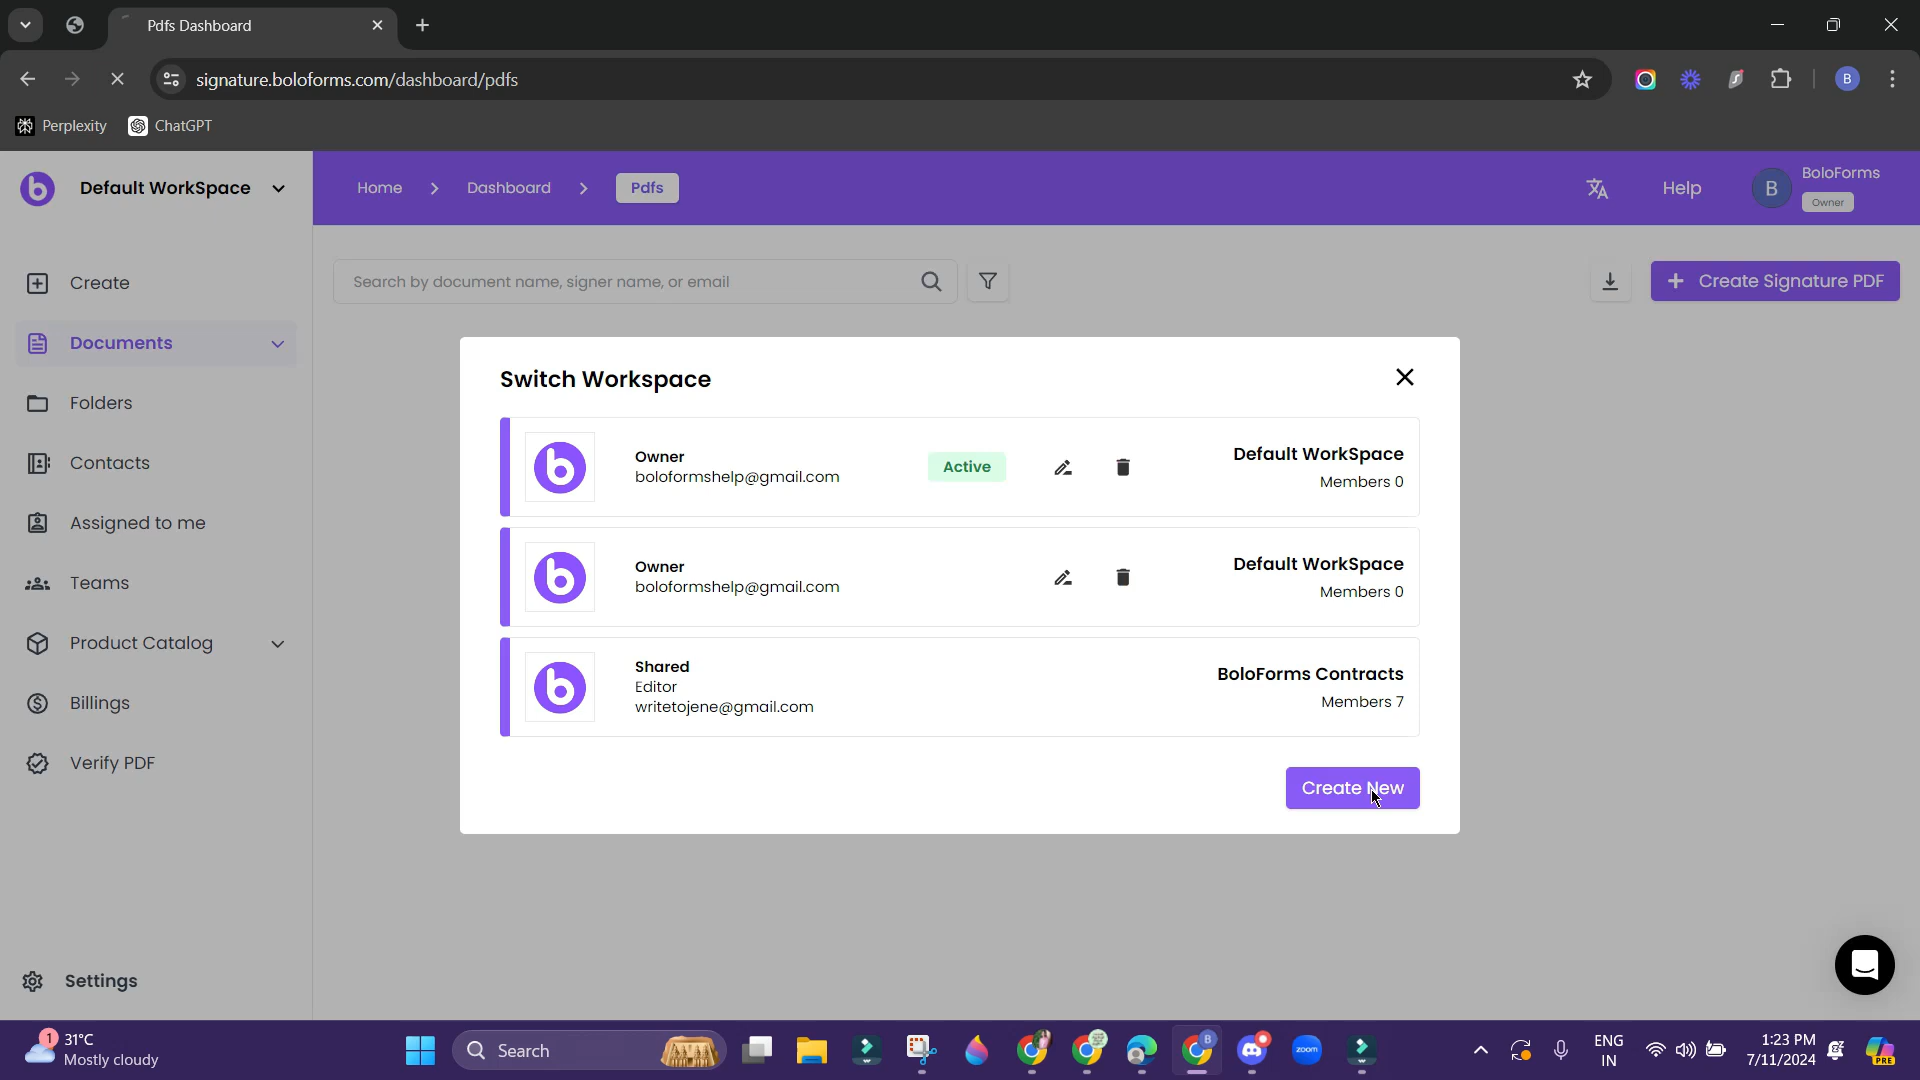 Pdfs Dashboard
signature.boloforms.com/dashboard/pdfs
B
Perplexity
ChatGPT
Default WorkSpace
Home
Dashboard
Pdfs
Help
B
BoloForms
Owner
Create
Documents
Folders
Contacts
Assigned to me
Teams
Product Catalog
Billings
Verify PDF
Settings
Search by document name, signer name, or email
+ Create Signature PDF
Switch Workspace
Owner
boloformshelp@gmail.com
Active
Default WorkSpace
Members 0
Owner
boloformshelp@gmail.com
Default WorkSpace
Members 0
Shared
Editor
writetojene@gmail.com
BoloForms Contracts
Members 7
Create New
1
31°C
Mostly cloudy
Search
B
zoom
ENG
IN
1:23 PM
7/11/2024
PRE